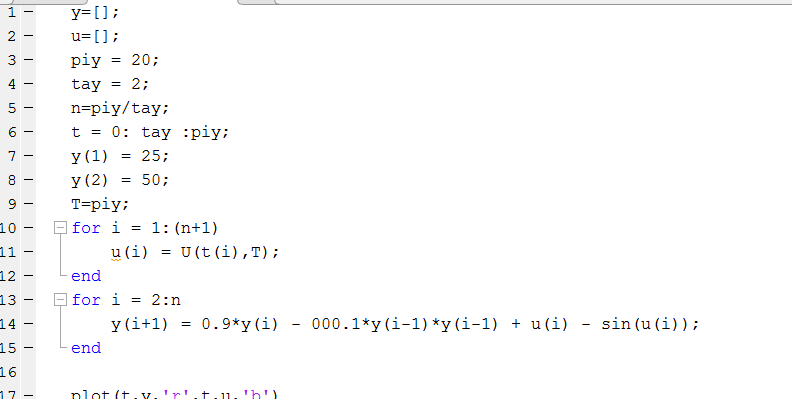 1 - y=[];
2 - u=[];
3 - piy = 20;
4 - tay = 2;
5 - n=piy/tay;
6 - t = 0: tay :piy;
7 - y(1) = 25;
8 - y(2) = 50;
9 - T=piy;
10 - for i = 1:(n+1)
11 - u(i) = U(t(i),T);
12 - end
13 - for i = 2:n
14 - y(i+1) = 0.9*y(i) - 000.1*y(i-1)*y(i-1) + u(i) - sin(u(i));
15 - end
16
17 - plot(t,y,'r',t,u,'b')